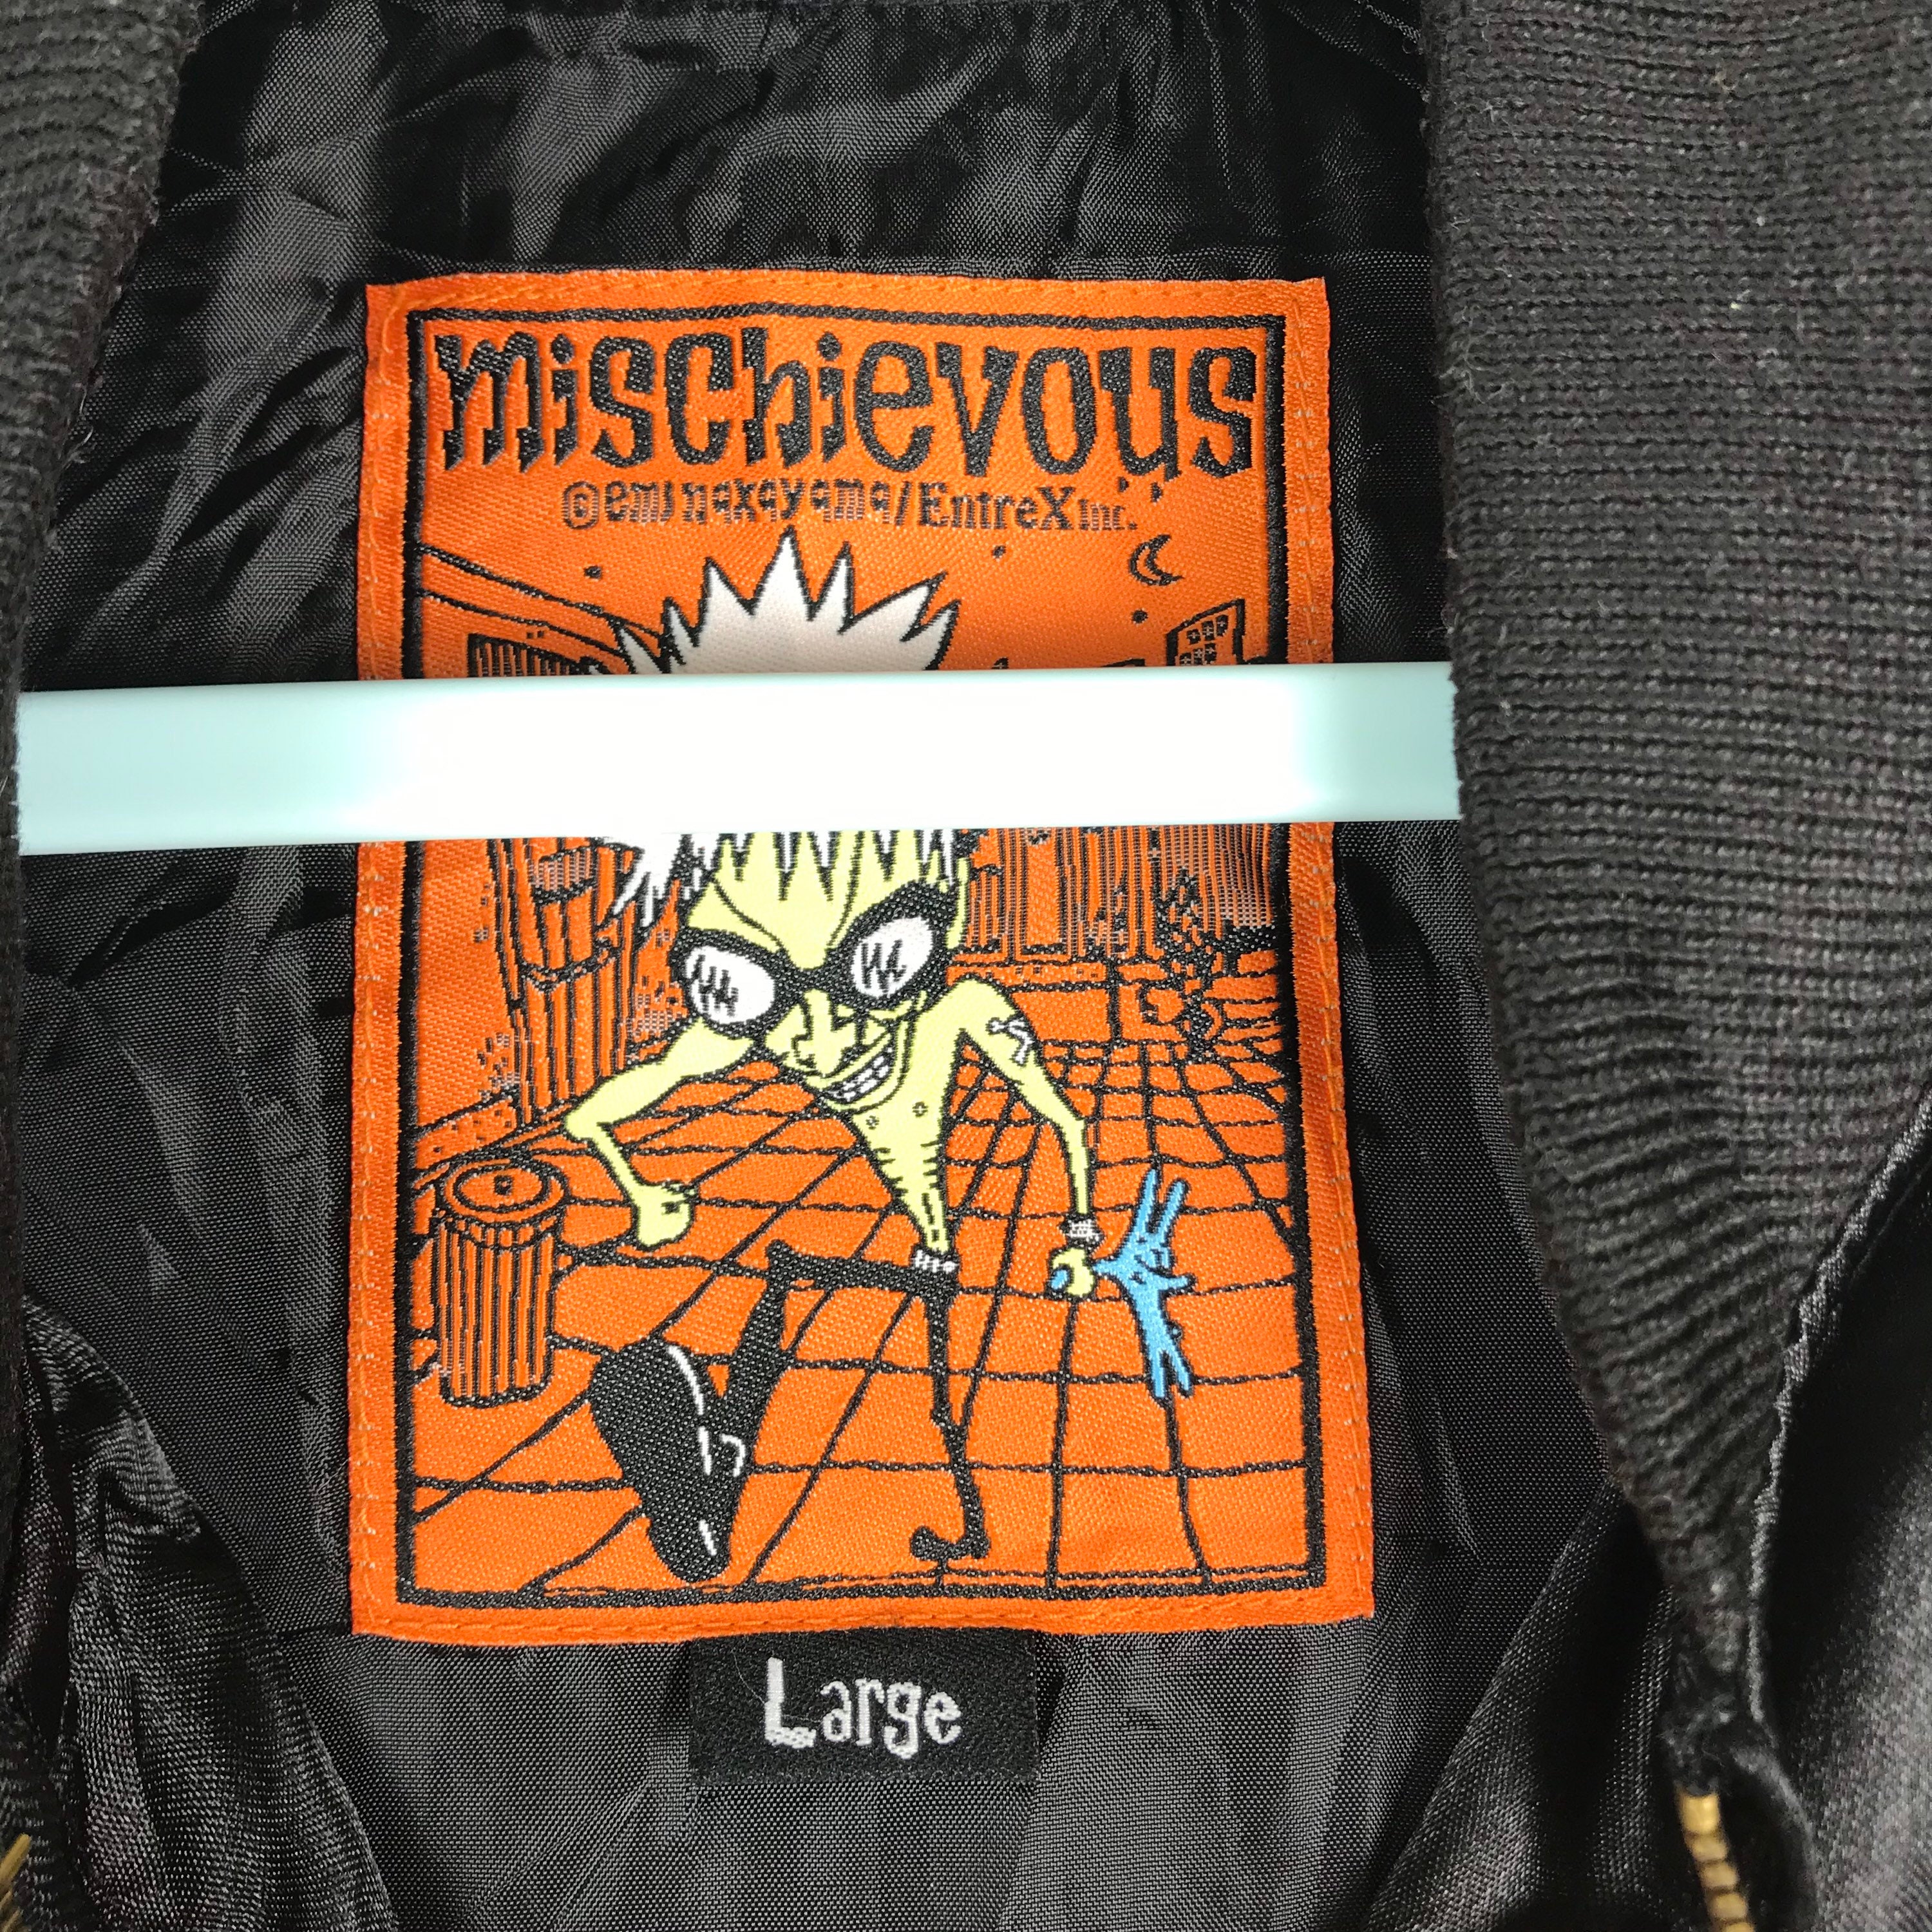 mischievous
©emi nakayama/EntreX inc.
Large